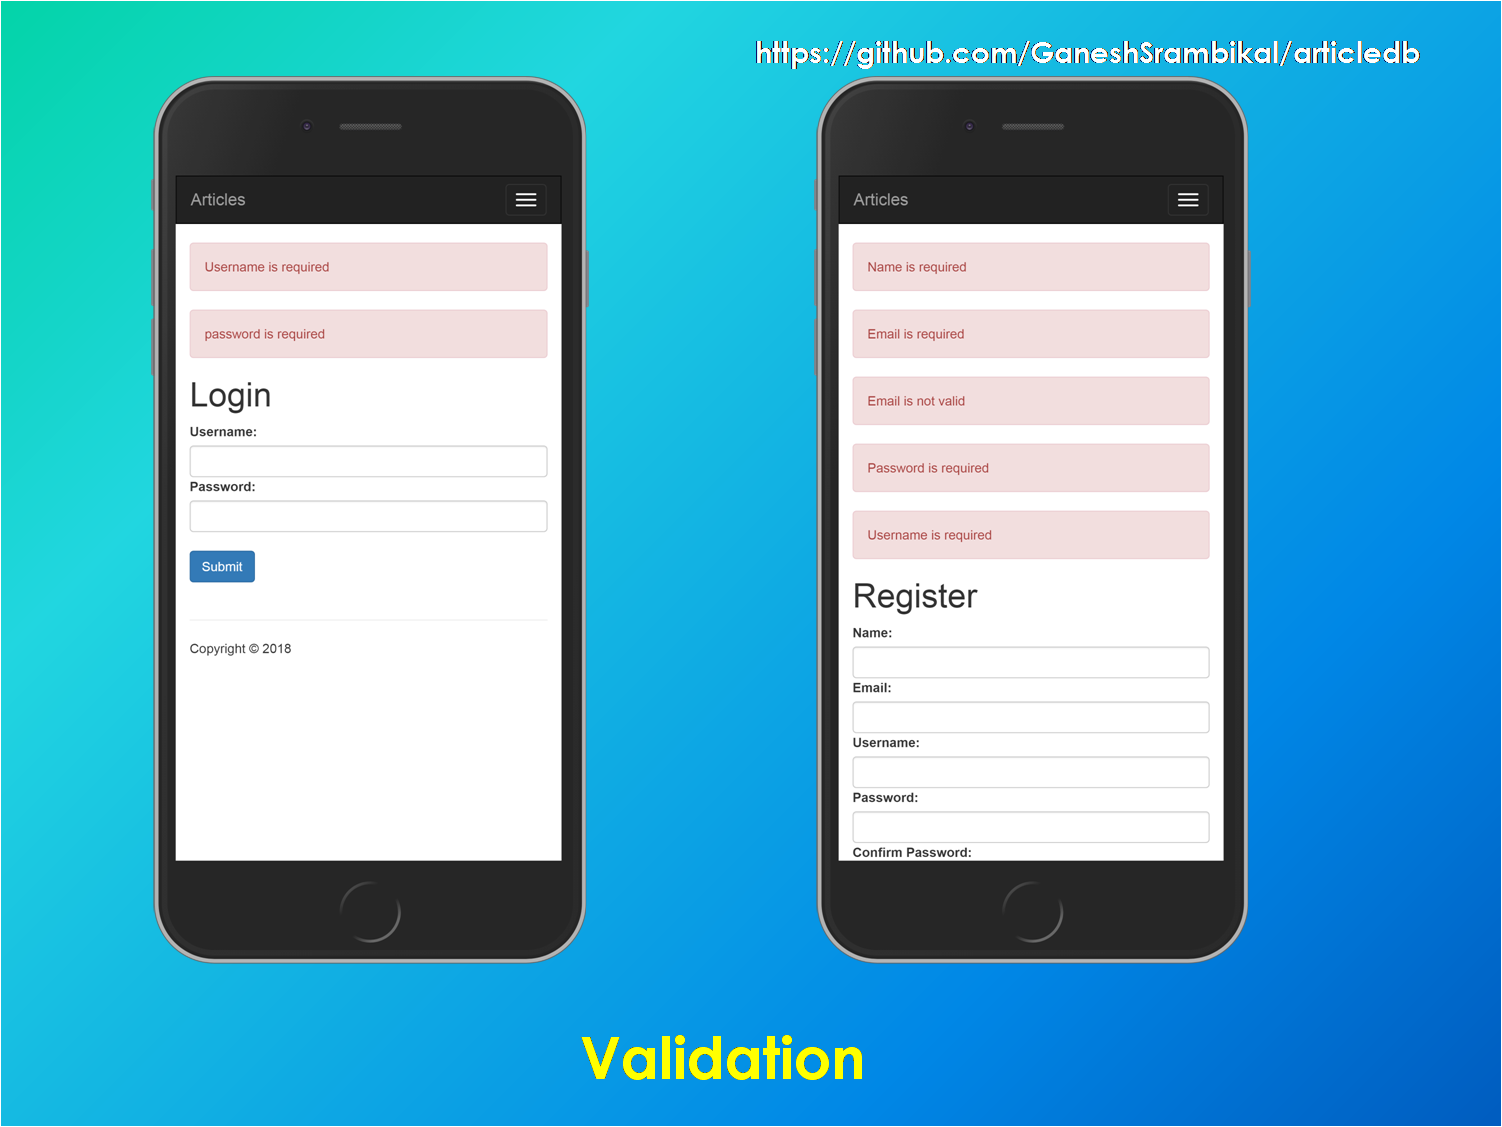 https://github.com/GaneshSrambikal/articledb
Articles
Username is required
password is required
Login
Username:
Password:
Submit
Copyright © 2018
Articles
Name is required
Email is required
Email is not valid
Password is required
Username is required
Register
Name:
Email:
Username:
Password:
Confirm Password:
Validation